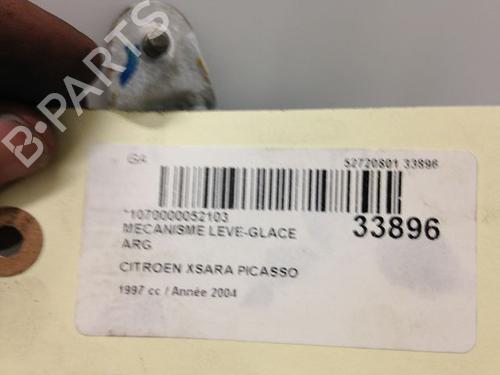 B-PARTS
GA
52720801 33896
*1070000052103
MECANISME LEVE-GLACE
ARG
33896
CITROEN XSARA PICASSO
1997 cc / Année 2004